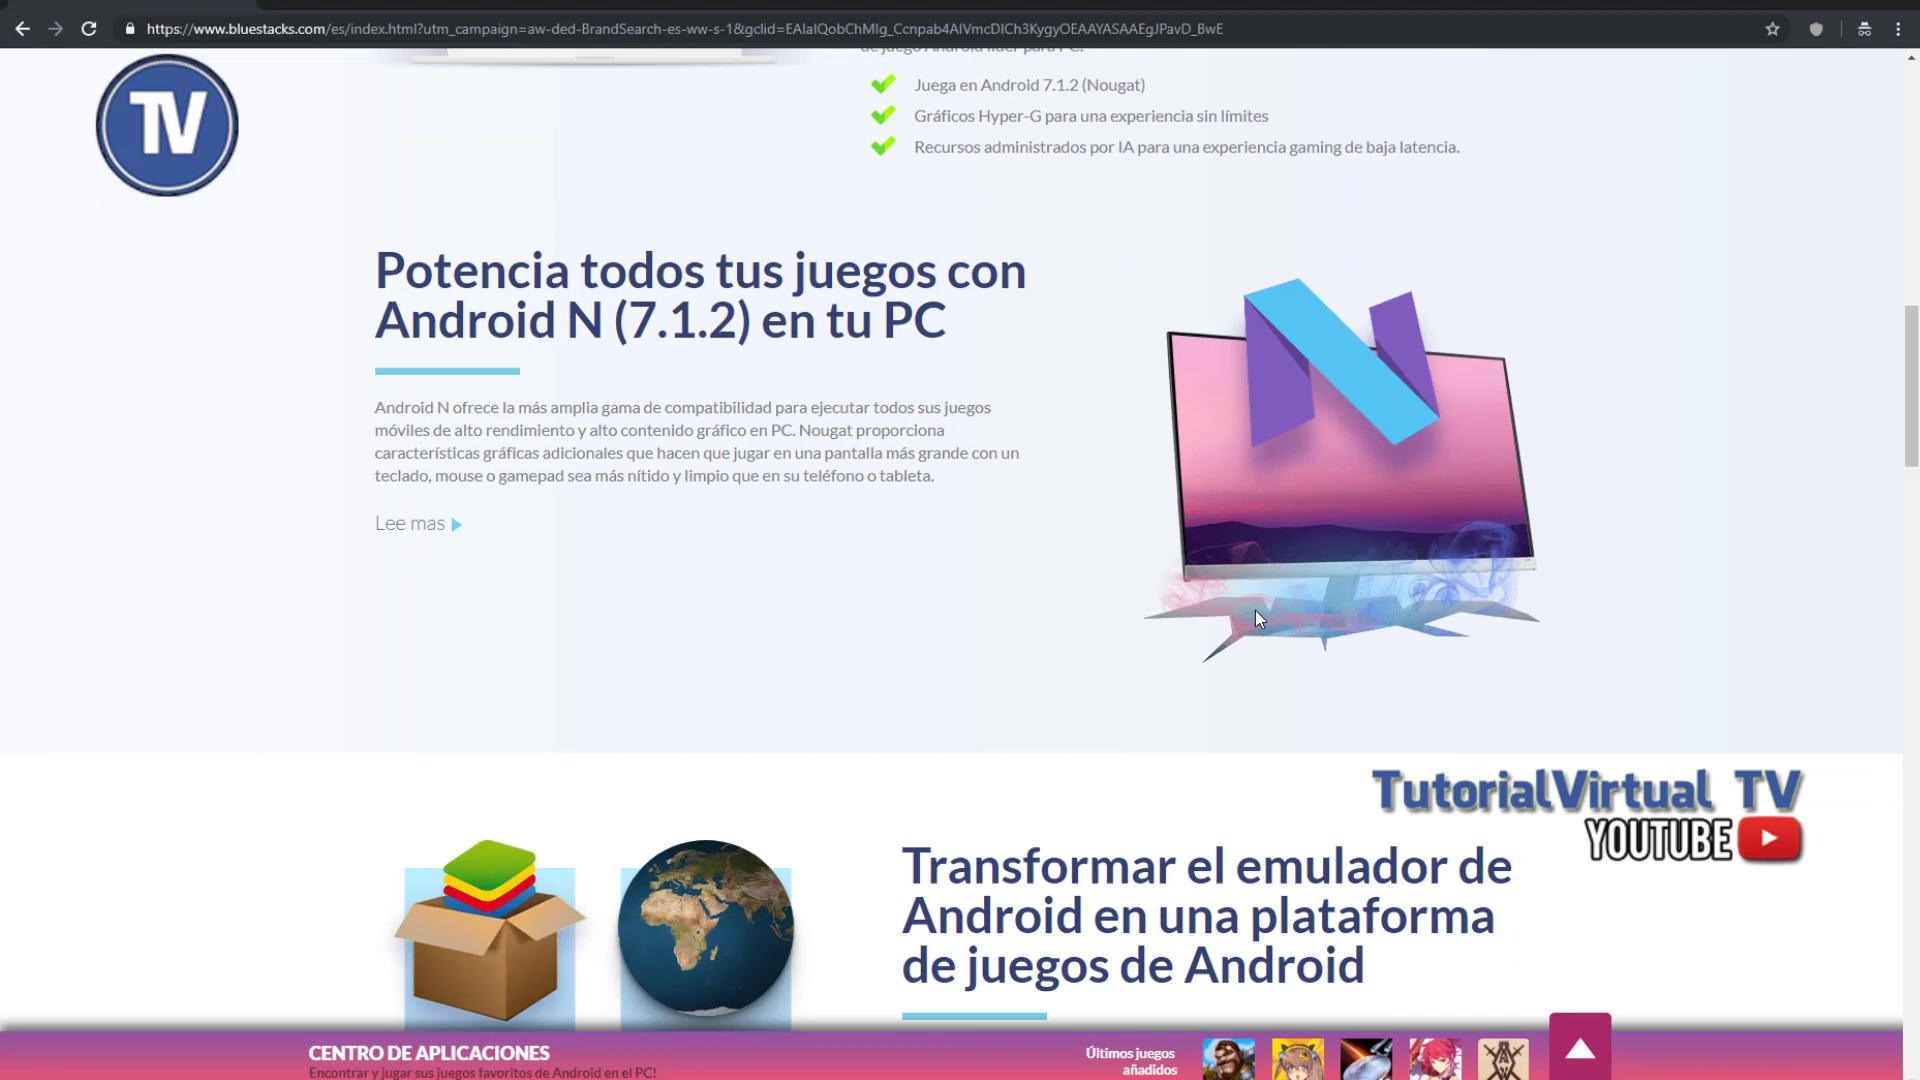 https://www.bluestacks.com/es/index.html?utm_campaign=aw-ded-BrandSearch-es-ww-s-1&gclid=EAIaIQobChMIg_Ccnpab4AIVmcDICh3KygyOEAAYASAAEgJPavD_BwE
de juego Android líder para PC.
TV
Juega en Android 7.1.2 (Nougat)
Gráficos Hyper-G para una experiencia sin límites
Recursos administrados por IA para una experiencia gaming de baja latencia.
Potencia todos tus juegos con
Android N (7.1.2) en tu PC
Android N ofrece la más amplia gama de compatibilidad para ejecutar todos sus juegos
móviles de alto rendimiento y alto contenido gráfico en PC. Nougat proporciona
características gráficas adicionales que hacen que jugar en una pantalla más grande con un
teclado, mouse o gamepad sea más nítido y limpio que en su teléfono o tableta.
Lee mas
TutorialVirtual TV
YOUTUBE
Transformar el emulador de
Android en una plataforma
de juegos de Android
CENTRO DE APLICACIONES
Encontrar y jugar sus juegos favoritos de Android en el PC!
Últimos juegos
añadidos